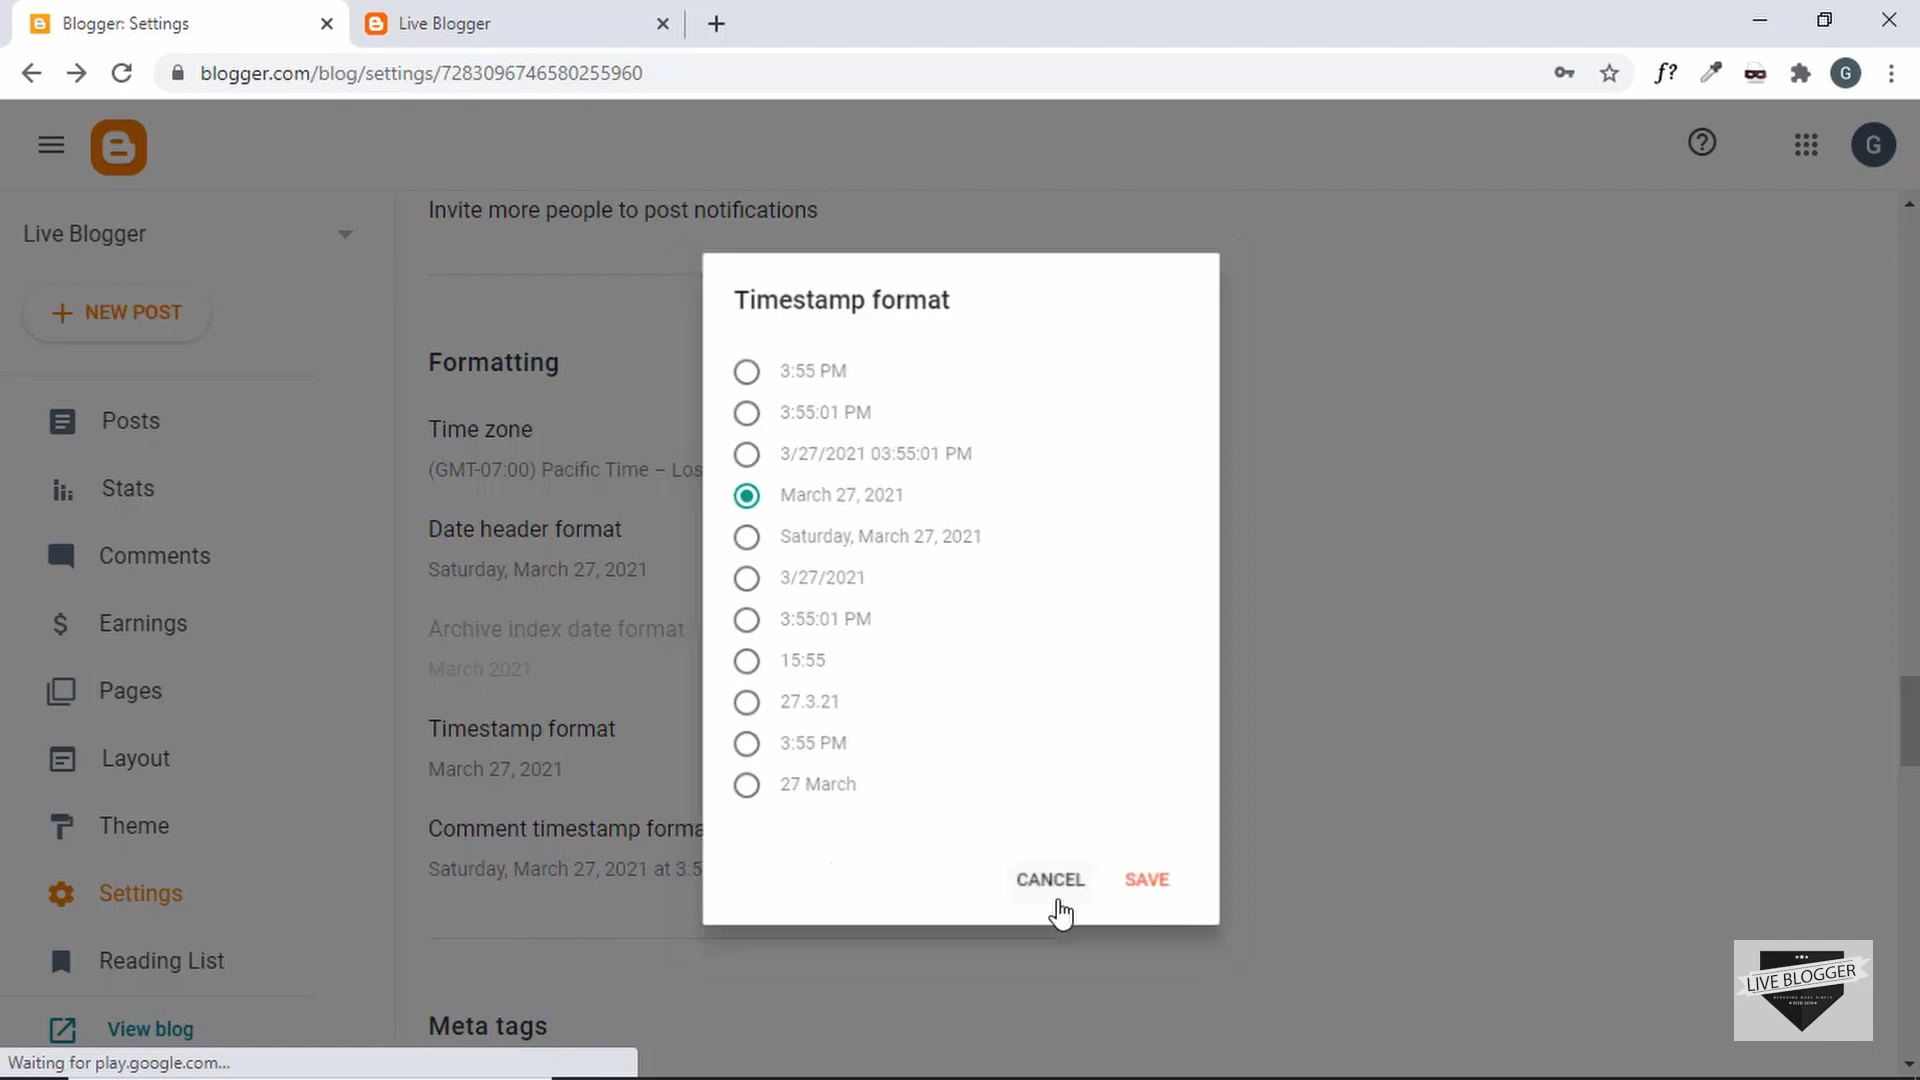 Blogger: Settings
Live Blogger
blogger.com/blog/settings/7283096746580255960
f?
G
G
Live Blogger
NEW POST
Posts
Stats
Comments
Earnings
Pages
Layout
Theme
Settings
Reading List
View blog
Waiting for play.google.com...
Invite more people to post notifications
Formatting
Time zone
(GMT-07:00) Pacific Time – Los
Date header format
Saturday, March 27, 2021
Archive index date format
March 2021
Timestamp format
March 27, 2021
Comment timestamp forma
Saturday, March 27, 2021 at 3:5
Meta tags
Timestamp format
3:55 PM
3:55:01 PM
3/27/2021 03:55:01 PM
March 27, 2021
Saturday, March 27, 2021
3/27/2021
3:55:01 PM
15:55
27.3.21
3:55 PM
27 March
CANCEL
SAVE
LIVE BLOGGER